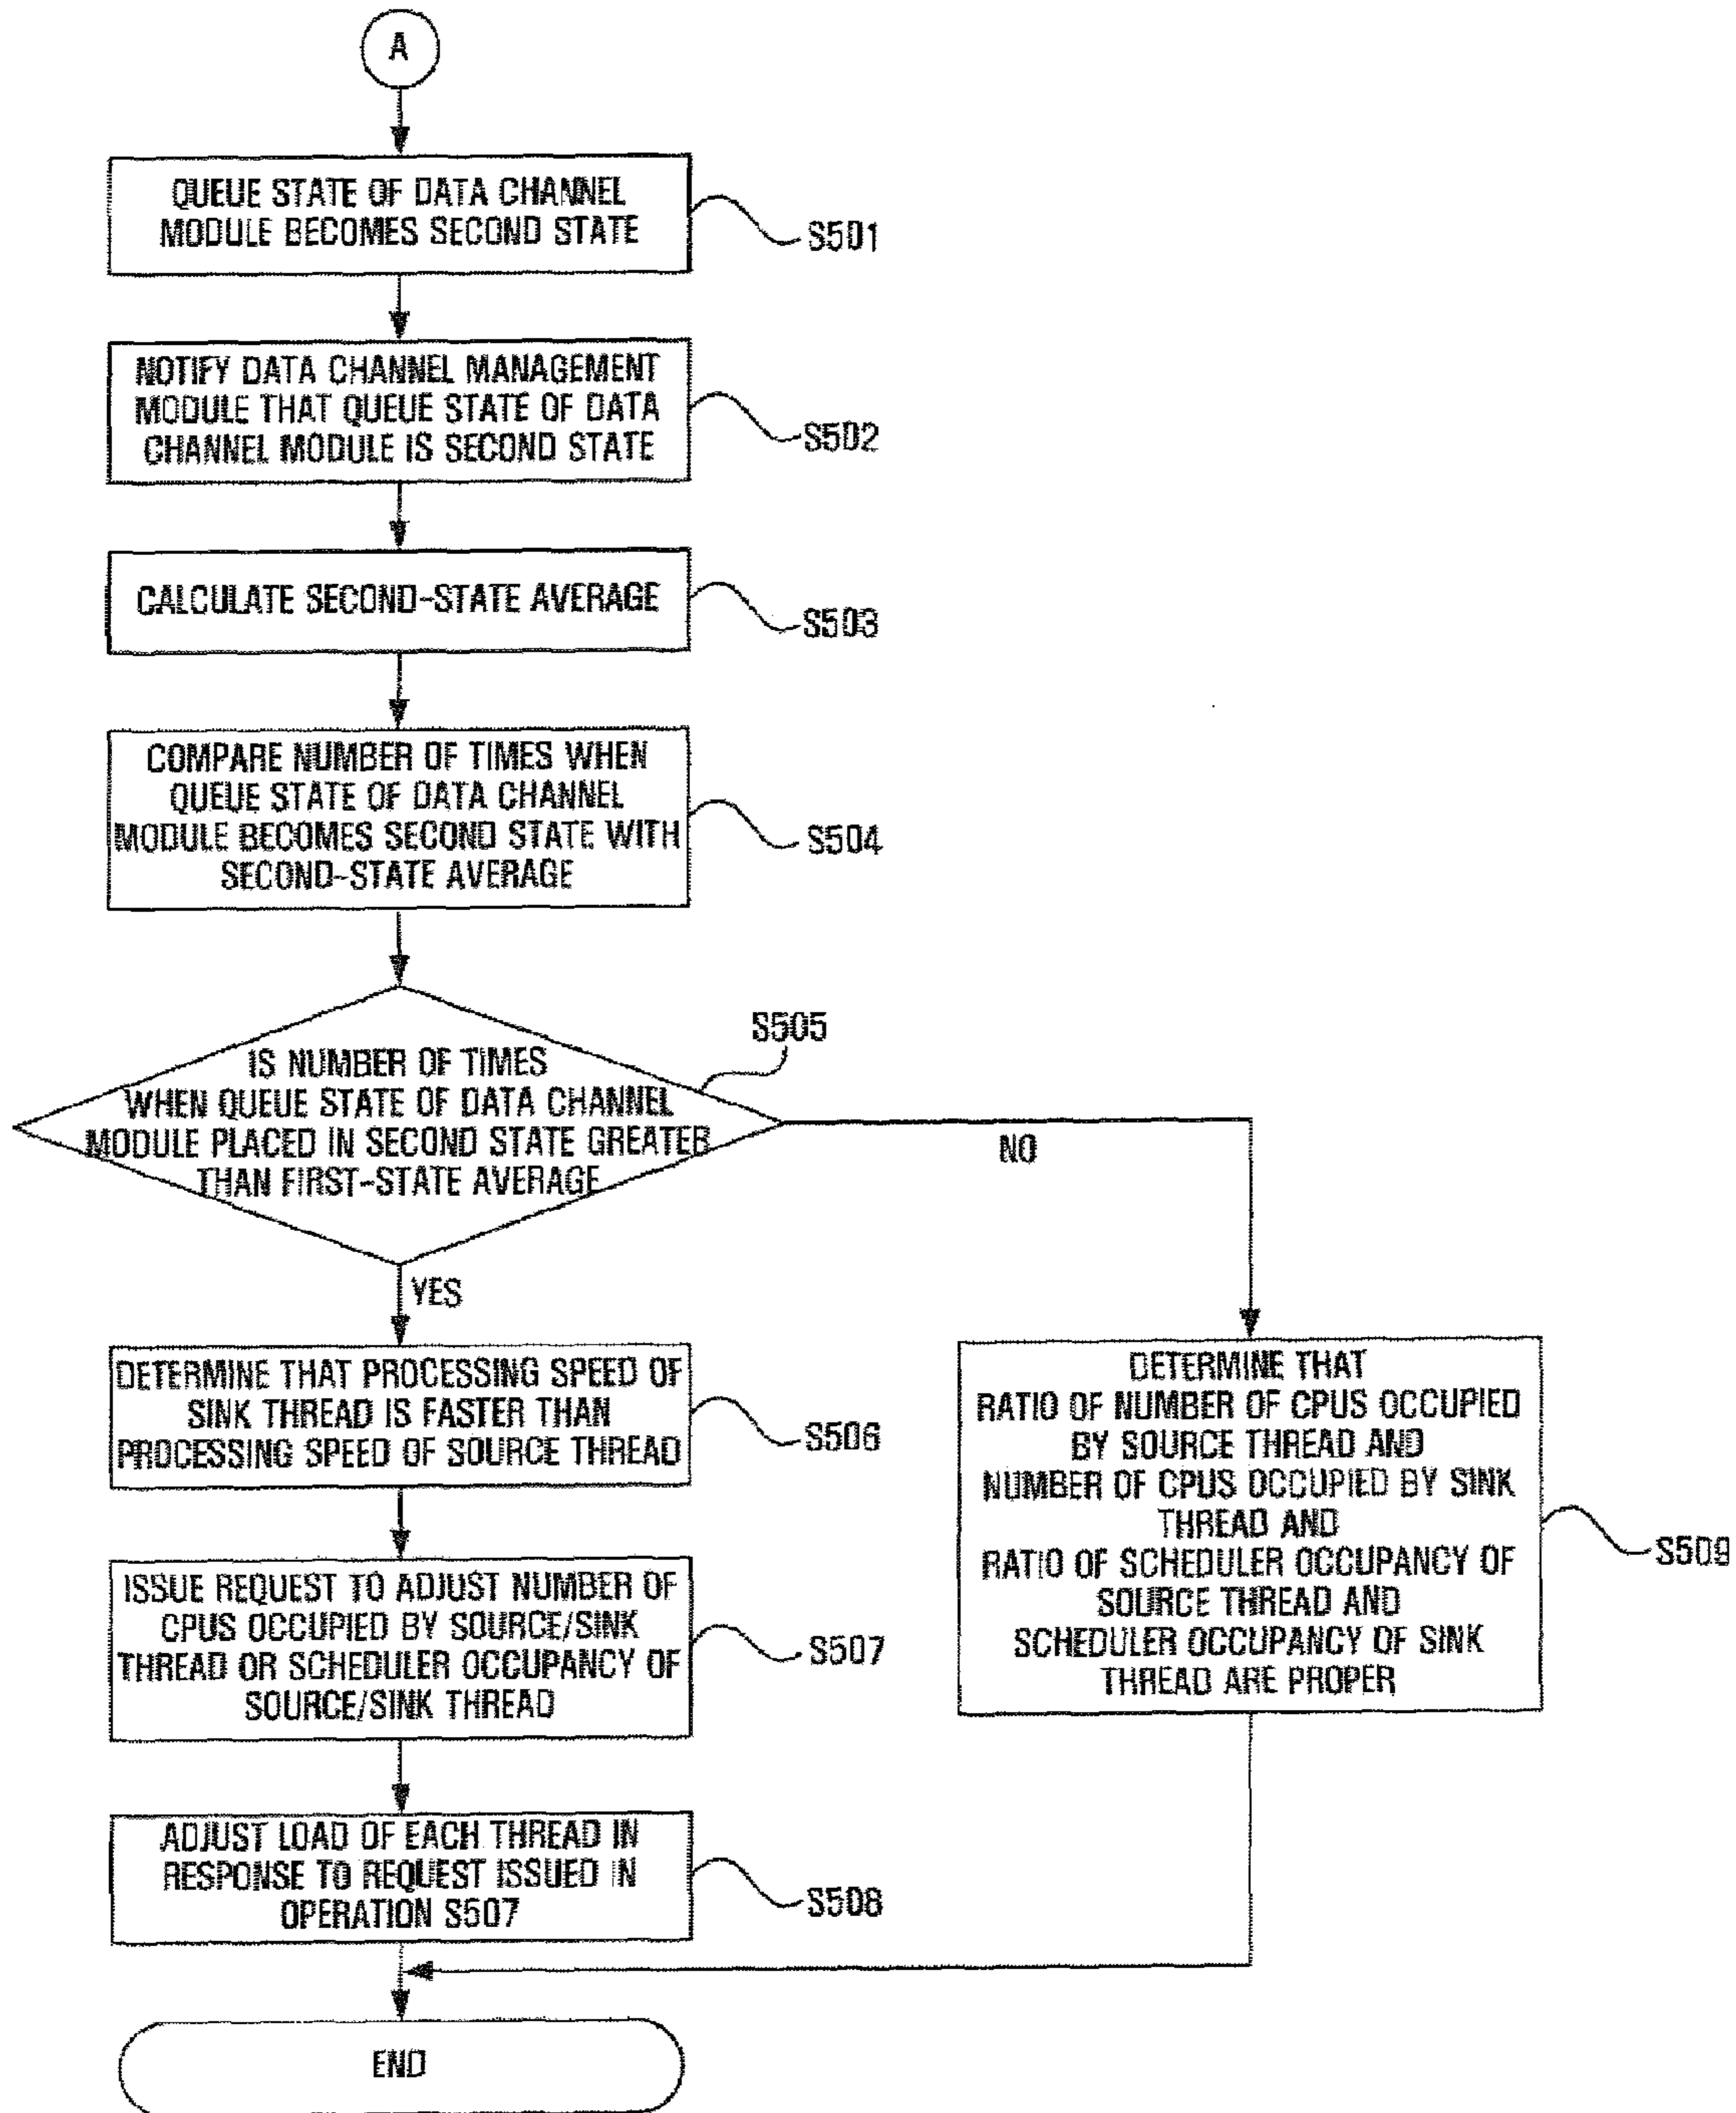 A
QUEUE STATE OF DATA CHANNEL
MODULE BECOMES SECOND STATE
S501
NOTIFY DATA CHANNEL MANAGEMENT
MODULE THAT QUEUE STATE OF DATA
CHANNEL MODULE IS SECOND STATE
S502
CALCULATE SECOND-STATE AVERAGE
S503
COMPARE NUMBER OF TIMES WHEN
QUEUE STATE OF DATA CHANNEL
MODULE BECOMES SECOND STATE WITH
SECOND-STATE AVERAGE
S504
S505
IS NUMBER OF TIMES
WHEN QUEUE STATE OF DATA CHANNEL
MODULE PLACED IN SECOND STATE GREATER
THAN FIRST-STATE AVERAGE
NO
YES
DETERMINE THAT PROCESSING SPEED OF
SINK THREAD IS FASTER THAN
PROCESSING SPEED OF SOURCE THREAD
S506
ISSUE REQUEST TO ADJUST NUMBER OF
CPUS OCCUPIED BY SOURCE/SINK
THREAD OR SCHEDULER OCCUPANCY OF
SOURCE/SINK THREAD
S507
ADJUST LOAD OF EACH THREAD IN
RESPONSE TO REQUEST ISSUED IN
OPERATION S507
S508
DETERMINE THAT
RATIO OF NUMBER OF CPUS OCCUPIED
BY SOURCE THREAD AND
NUMBER OF CPUS OCCUPIED BY SINK
THREAD AND
RATIO OF SCHEDULER OCCUPANCY OF
SOURCE THREAD AND
SCHEDULER OCCUPANCY OF SINK
THREAD ARE PROPER
S509
END